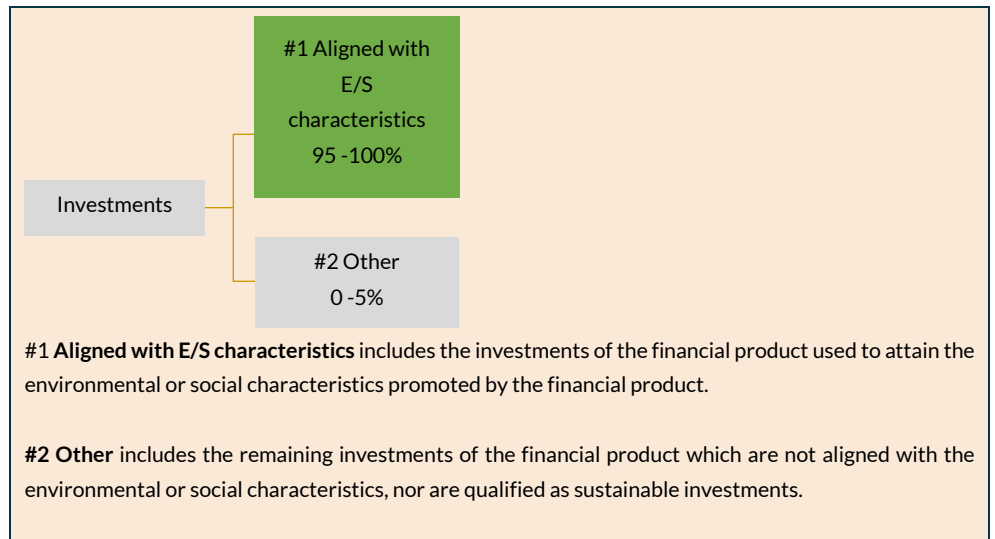 #1 Aligned with
E/S
characteristics
95 -100%
Investments
#2 Other
0 -5%
#1 Aligned with E/S characteristics includes the investments of the financial product used to attain the
environmental or social characteristics promoted by the financial product.
#2 Other includes the remaining investments of the financial product which are not aligned with the
environmental or social characteristics, nor are qualified as sustainable investments.